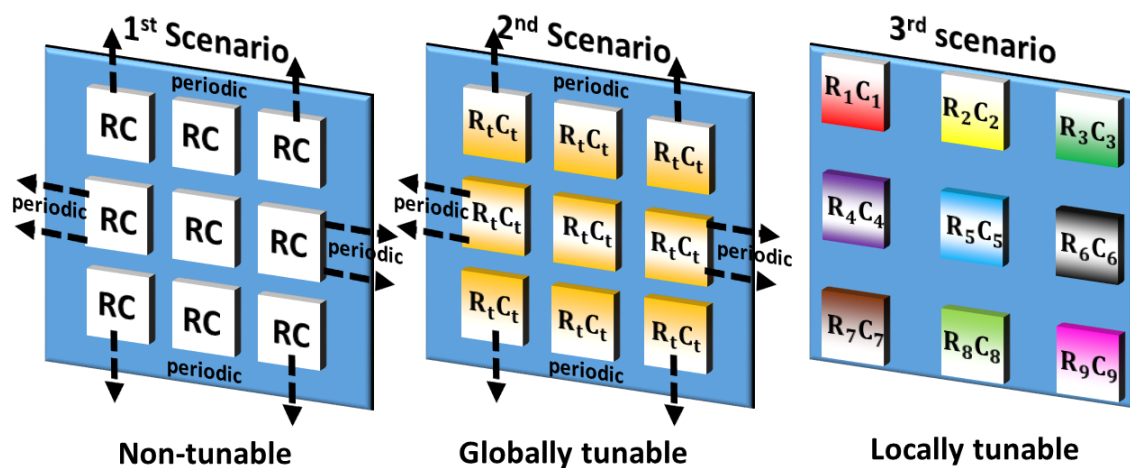 1st Scenario
periodic
RC RC RC
periodic RC RC RC periodic
RC RC RC
periodic
Non-tunable
2nd Scenario
periodic
RtCt RtCt RtCt
periodic RtCt RtCt RtCt periodic
RtCt RtCt RtCt
periodic
Globally tunable
3rd scenario
R1C1 R2C2 R3C3
R4C4 R5C5 R6C6
R7C7 R8C8 R9C9
Locally tunable